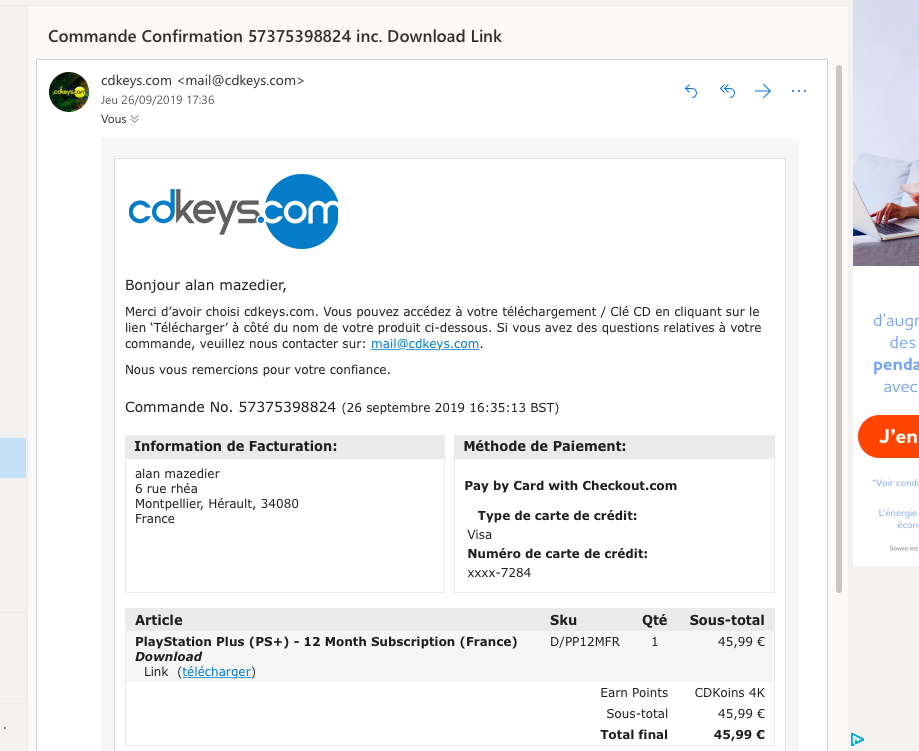 Commande Confirmation 57375398824 inc. Download Link
cdkeys.com
cdkeys.com <mail@cdkeys.com>
Jeu 26/09/2019 17:36
Vous
cdkeys.com
Bonjour alan mazedier,
Merci d’avoir choisi cdkeys.com. Vous pouvez accédez à votre téléchargement / Clé CD en cliquant sur le
lien ‘Télécharger’ à côté du nom de votre produit ci-dessous. Si vous avez des questions relatives à votre
commande, veuillez nous contacter sur: mail@cdkeys.com.
Nous vous remercions pour votre confiance.
Commande No. 57375398824 (26 septembre 2019 16:35:13 BST)
Information de Facturation:
alan mazedier
6 rue rhéa
Montpellier, Hérault, 34080
France
Méthode de Paiement:
Pay by Card with Checkout.com
Type de carte de crédit:
Visa
Numéro de carte de crédit:
xxxx-7284
Article Sku Qté Sous-total
PlayStation Plus (PS+) - 12 Month Subscription (France) D/PP12MFR 1 45,99 €
Download
Link (télécharger)
Earn Points CDKoins 4K
Sous-total 45,99 €
Total final 45,99 €
d'augr
des
penda
avec
J'en
*Voir condi
L'énergie
écon
Sowee est